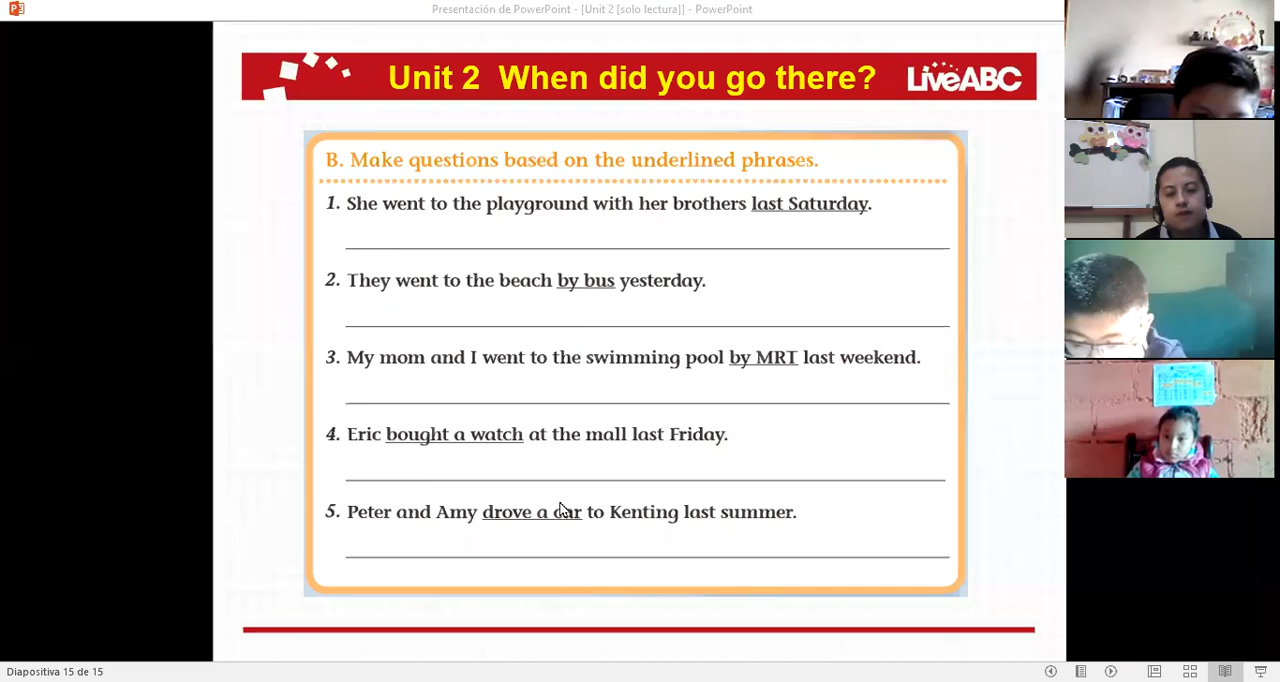 Presentación de PowerPoint - [Unit 2 [solo lectura]] - PowerPoint
Unit 2 When did you go there?
LiveABC
B. Make questions based on the underlined phrases.
1. She went to the playground with her brothers last Saturday.
2. They went to the beach by bus yesterday.
3. My mom and I went to the swimming pool by MRT last weekend.
4. Eric bought a watch at the mall last Friday.
5. Peter and Amy drove a car to Kenting last summer.
Diapositiva 15 de 15